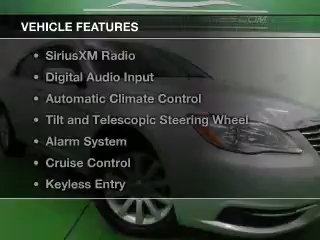 .COM
VEHICLE FEATURES
• SiriusXM Radio
• Digital Audio Input
• Automatic Climate Control
• Tilt and Telescopic Steering Wheel
• Alarm System
• Cruise Control
• Keyless Entry